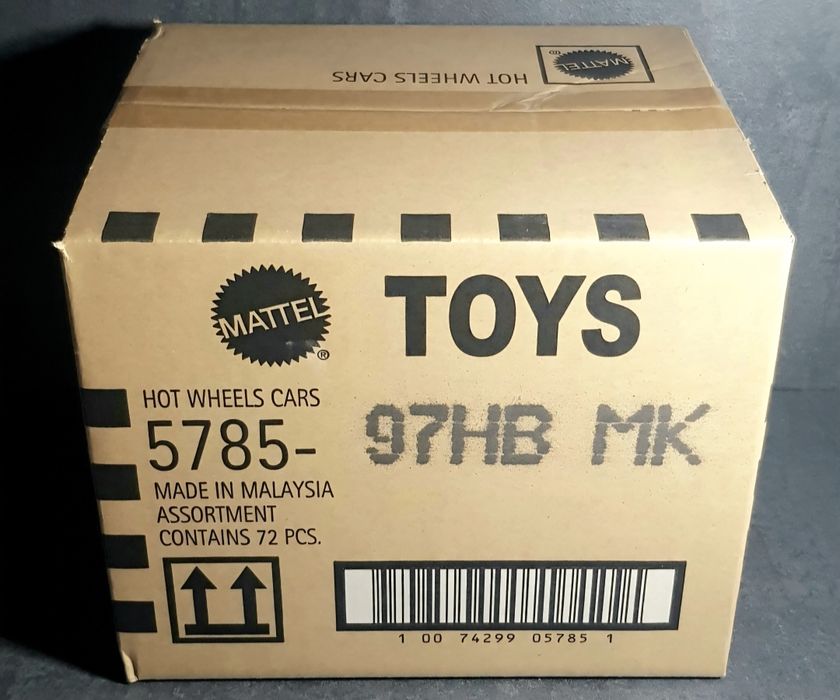 MATTEL ®
HOT WHEELS CARS
MATTEL ®
TOYS
HOT WHEELS CARS
5785-
97HB MK
MADE IN MALAYSIA
ASSORTMENT
CONTAINS 72 PCS.
1 00 74299 05785 1